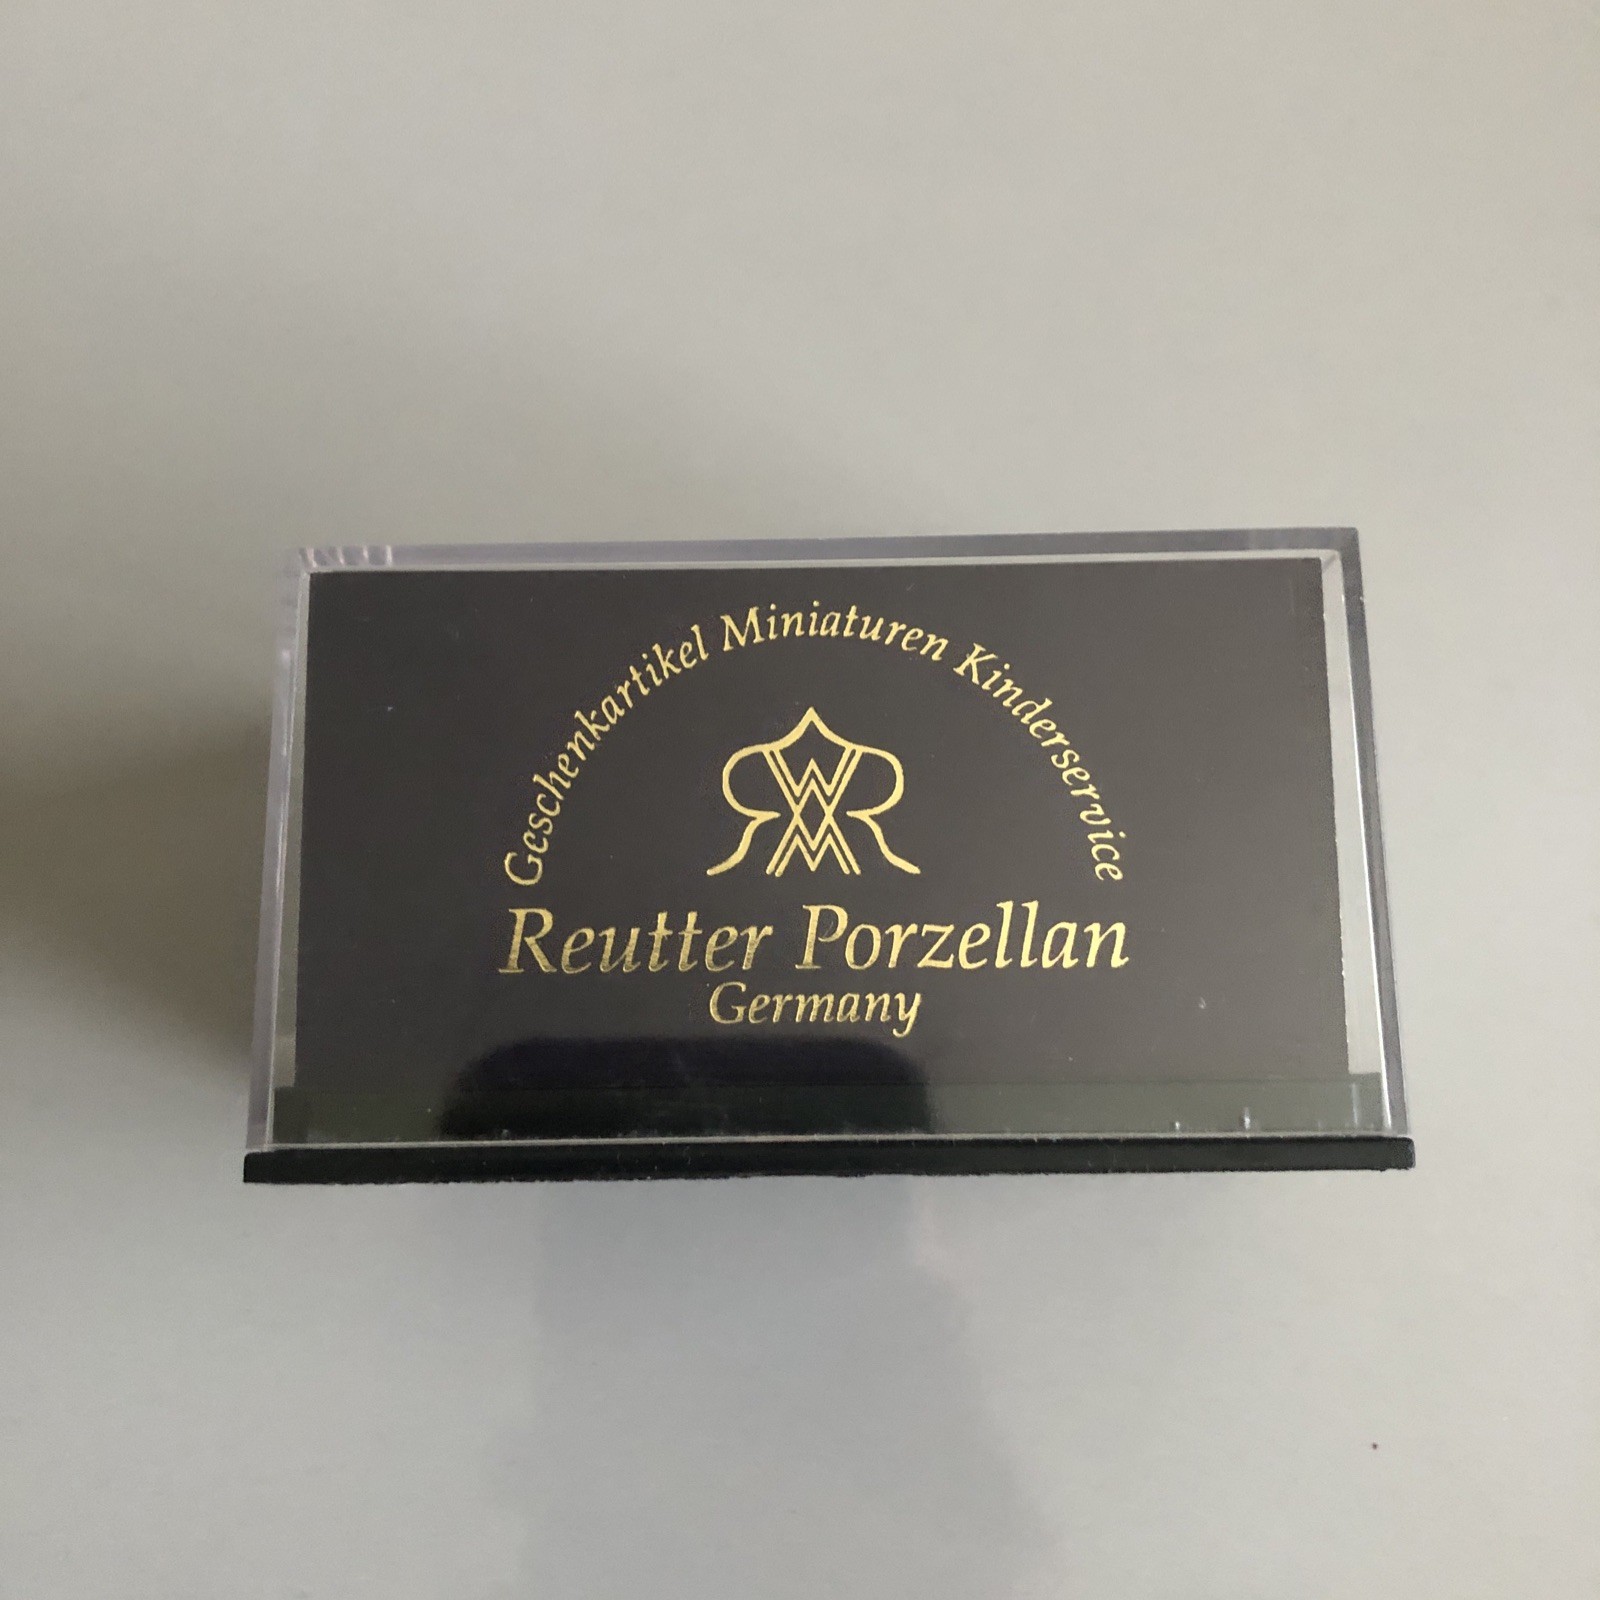 Geschenkartikel Miniaturen Kinderservice
Reutter Porzellan
Germany